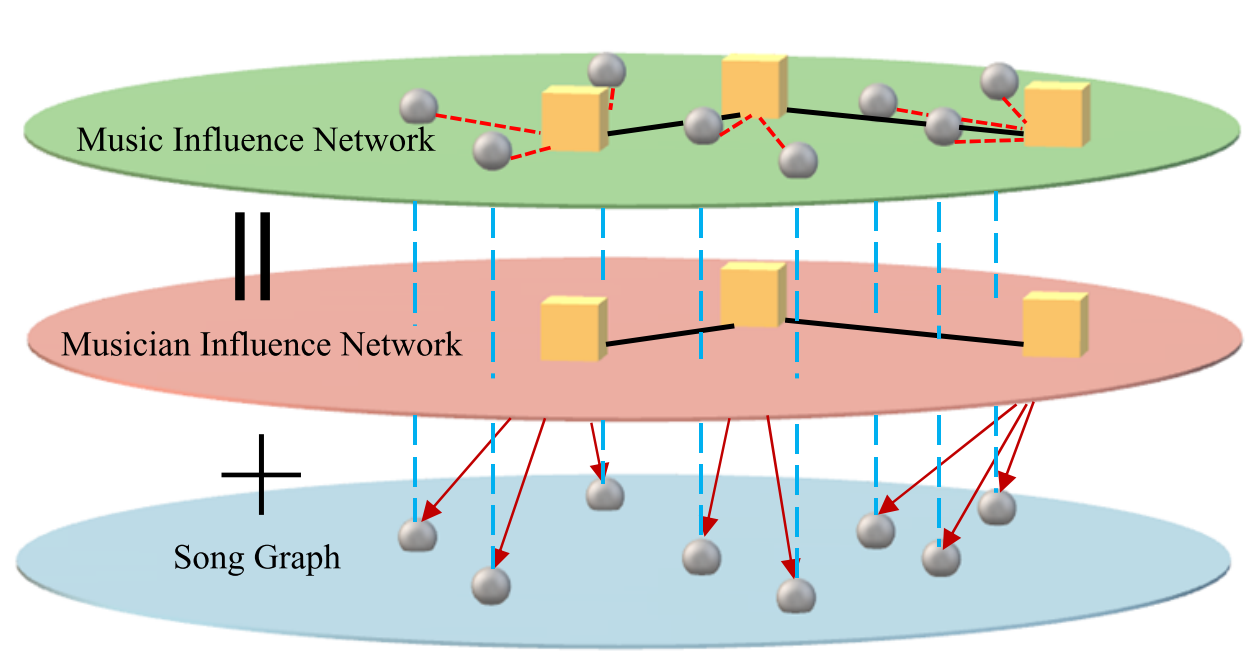 Music Influence Network
Musician Influence Network
Song Graph